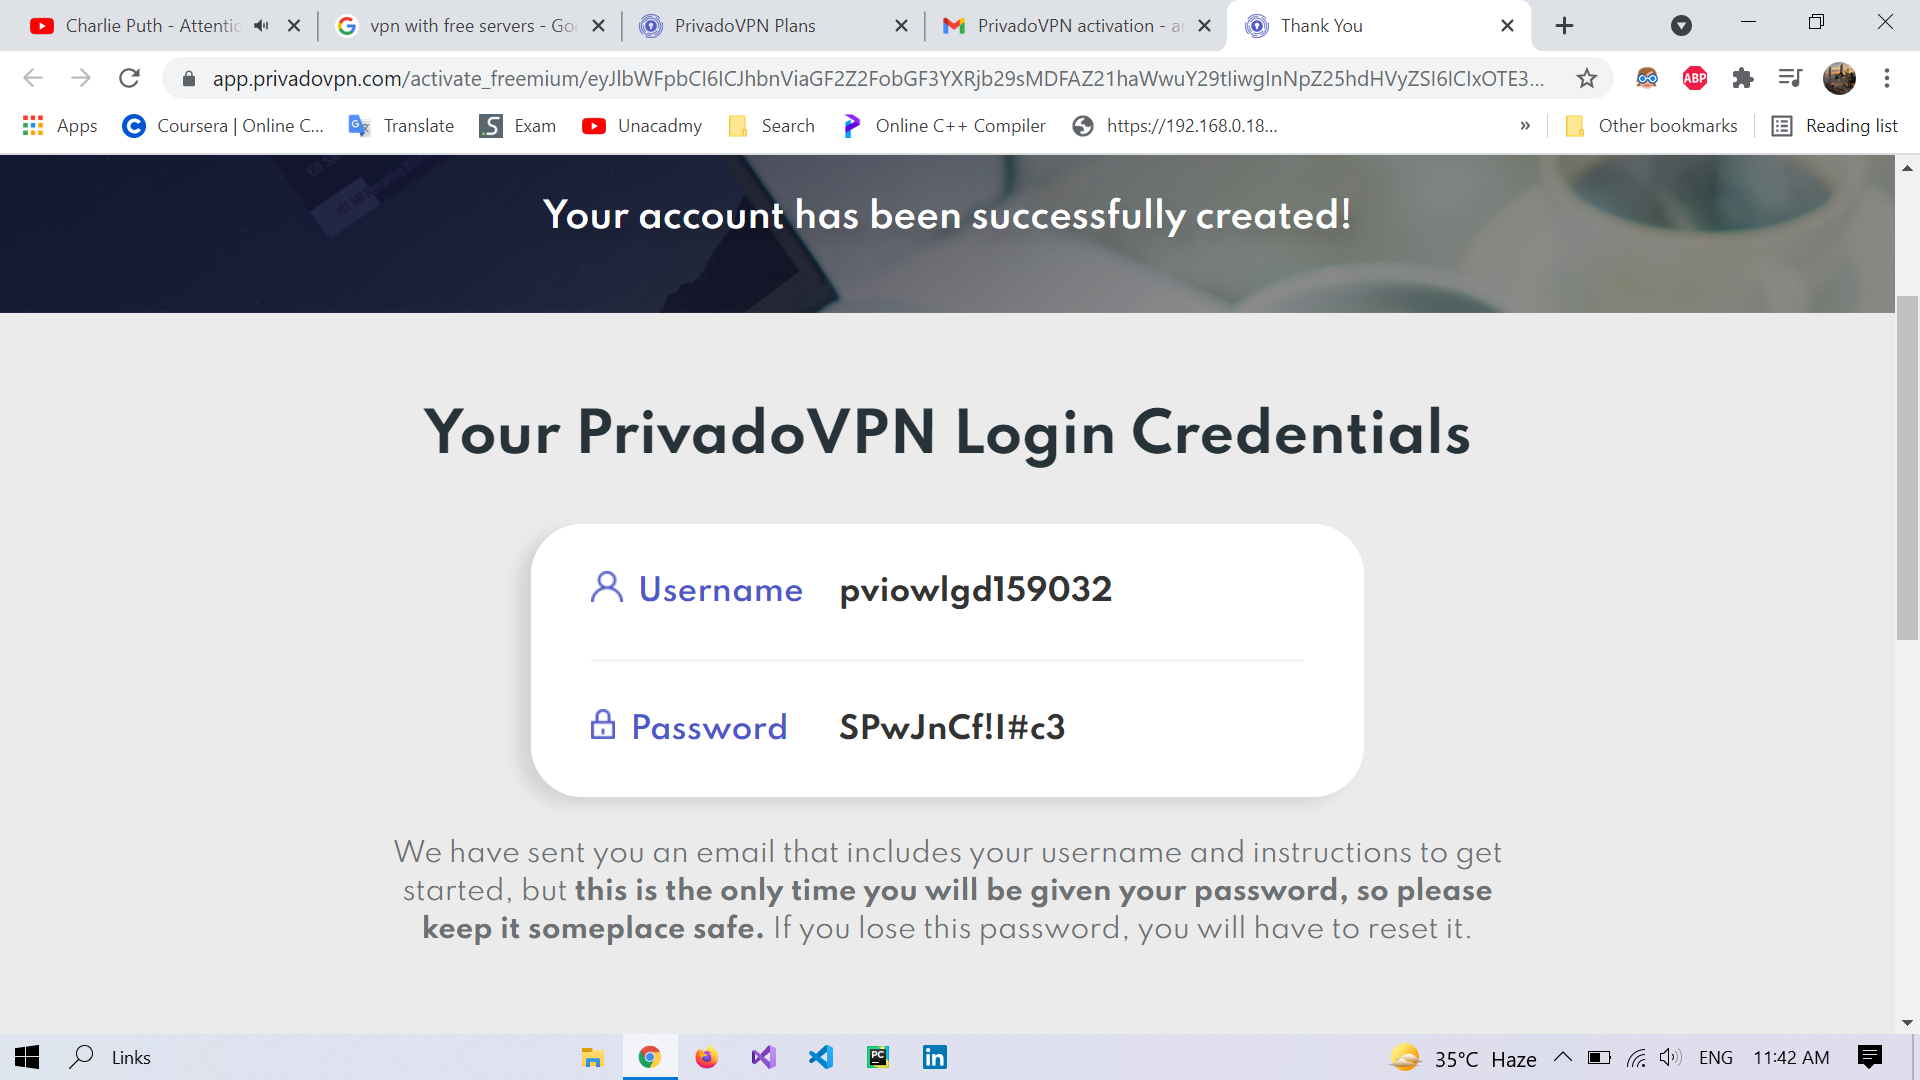 Charlie Puth - Attentio
vpn with free servers - Goo
PrivadoVPN Plans
PrivadoVPN activation - a
Thank You
app.privadovpn.com/activate_freemium/eyJlbWFpbCI6ICJhbnViaGF2Z2FobGF3YXRjb29sMDFAZ21haWwuY29tIiwgInNpZ25hdHVyZSI6ICIxOTE3...
ABP
Apps
Coursera | Online C...
Translate
Exam
Unacadmy
Search
Online C++ Compiler
https://192.168.0.18...
»
Other bookmarks
Reading list
Your account has been successfully created!
Your PrivadoVPN Login Credentials
Username pviowlgd159032
Password SPwJnCf!I#c3
We have sent you an email that includes your username and instructions to get
started, but this is the only time you will be given your password, so please
keep it someplace safe. If you lose this password, you will have to reset it.
Links
35°C Haze
ENG
11:42 AM